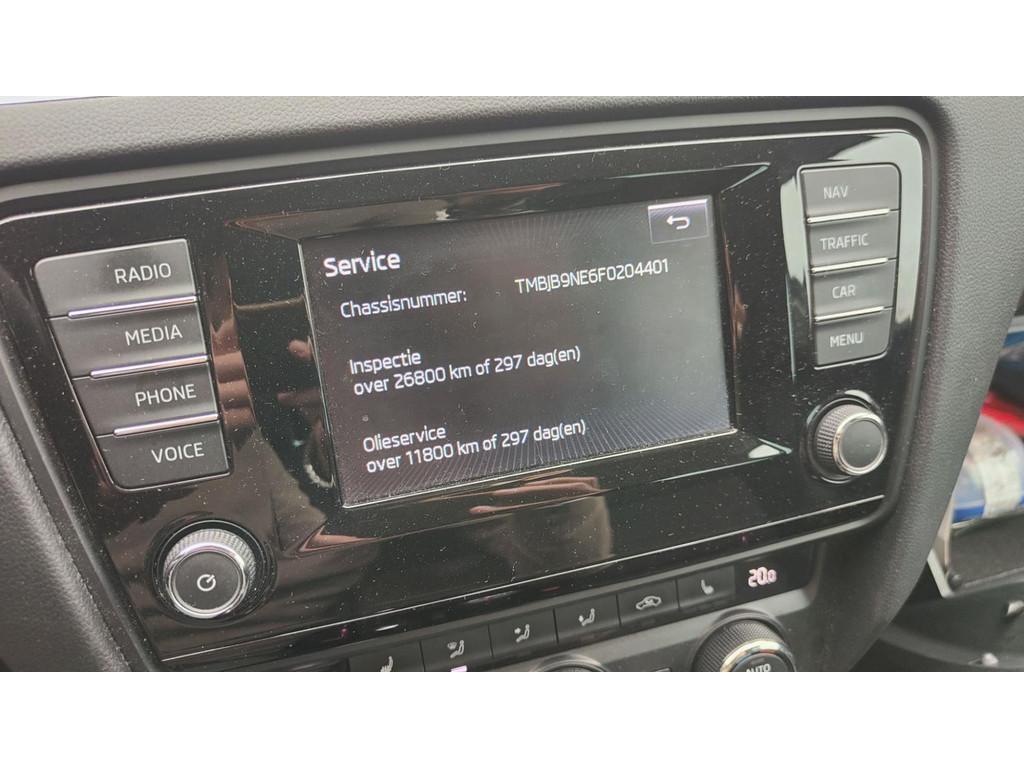 RADIO
MEDIA
PHONE
VOICE
Service
Chassisnummer: TMBJB9NE6F0204401
Inspectie
over 26800 km of 297 dag(en)
Olieservice
over 11800 km of 297 dag(en)
NAV
TRAFFIC
CAR
MENU
20.0
AUTO